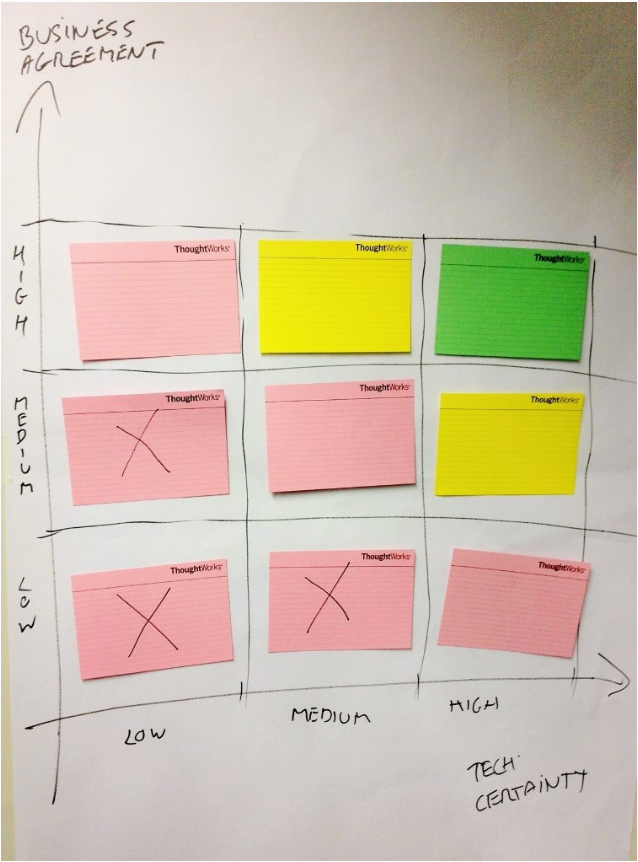 BUSINESS
AGREEMENT
HIGH
ThoughtWorks
ThoughtWorks
ThoughtWorks
MEDIUM
ThoughtWorks
ThoughtWorks
ThoughtWorks
X
LOW
ThoughtWorks
ThoughtWorks
ThoughtWorks
X
X
LOW
MEDIUM
HIGH
TECH.
CERTAINTY